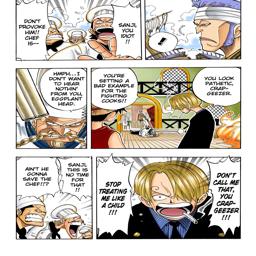 DON'T
PROVOKE
HIM!!
CHEF
IS—
SANJI,
YOU
IDIOT
!!
HMPH...I
DON'T WANT
TO HEAR
NOTHIN'
FROM YOU,
EGGPLANT
HEAD.
YOU'RE
SETTING A
BAD EXAMPLE
FOR THE
FIGHTING
COOKS!!
YOU LOOK
PATHETIC,
CRAP-
GEEZER.
AIN'T HE
GONNA
SAVE THE
CHEF!?
SANJI,
THIS IS
NO TIME
FOR
THAT!
STOP
TREATING
ME LIKE
A CHILD
!!!
DON'T
CALL ME
THAT,
YOU
CRAP-
GEEZER
!!!